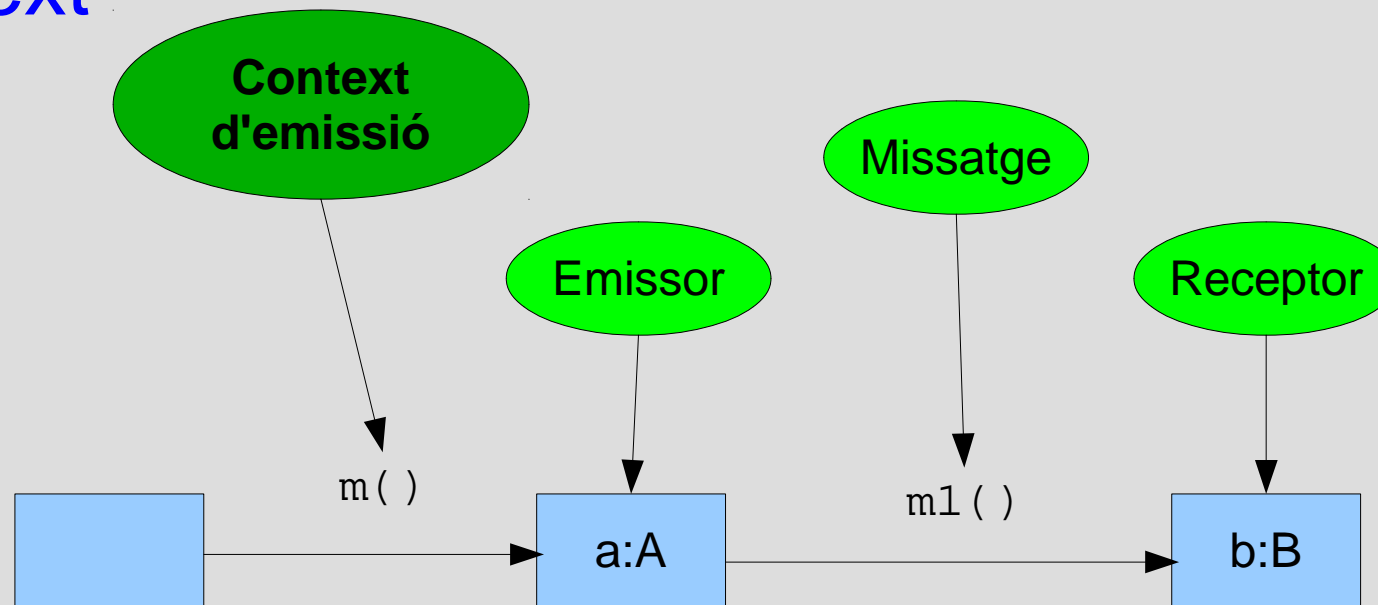 Context
d'emissió
Missatge
Emissor
Receptor
m()
m1()
a:A
b:B